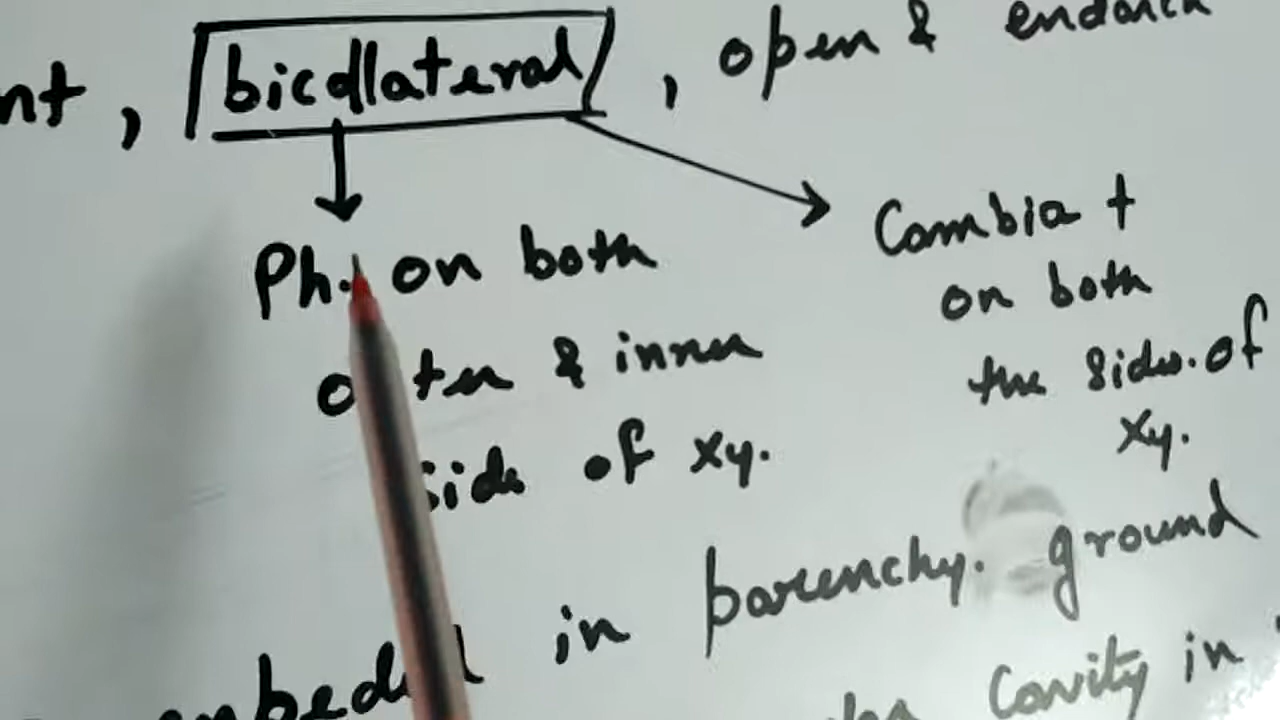 nt, bicollateral, open & endarch
Ph. on both
outer & inner
side of xy.
Cambia +
on both
the sides. of
xy.
embeded in parenchy. ground
cavity in